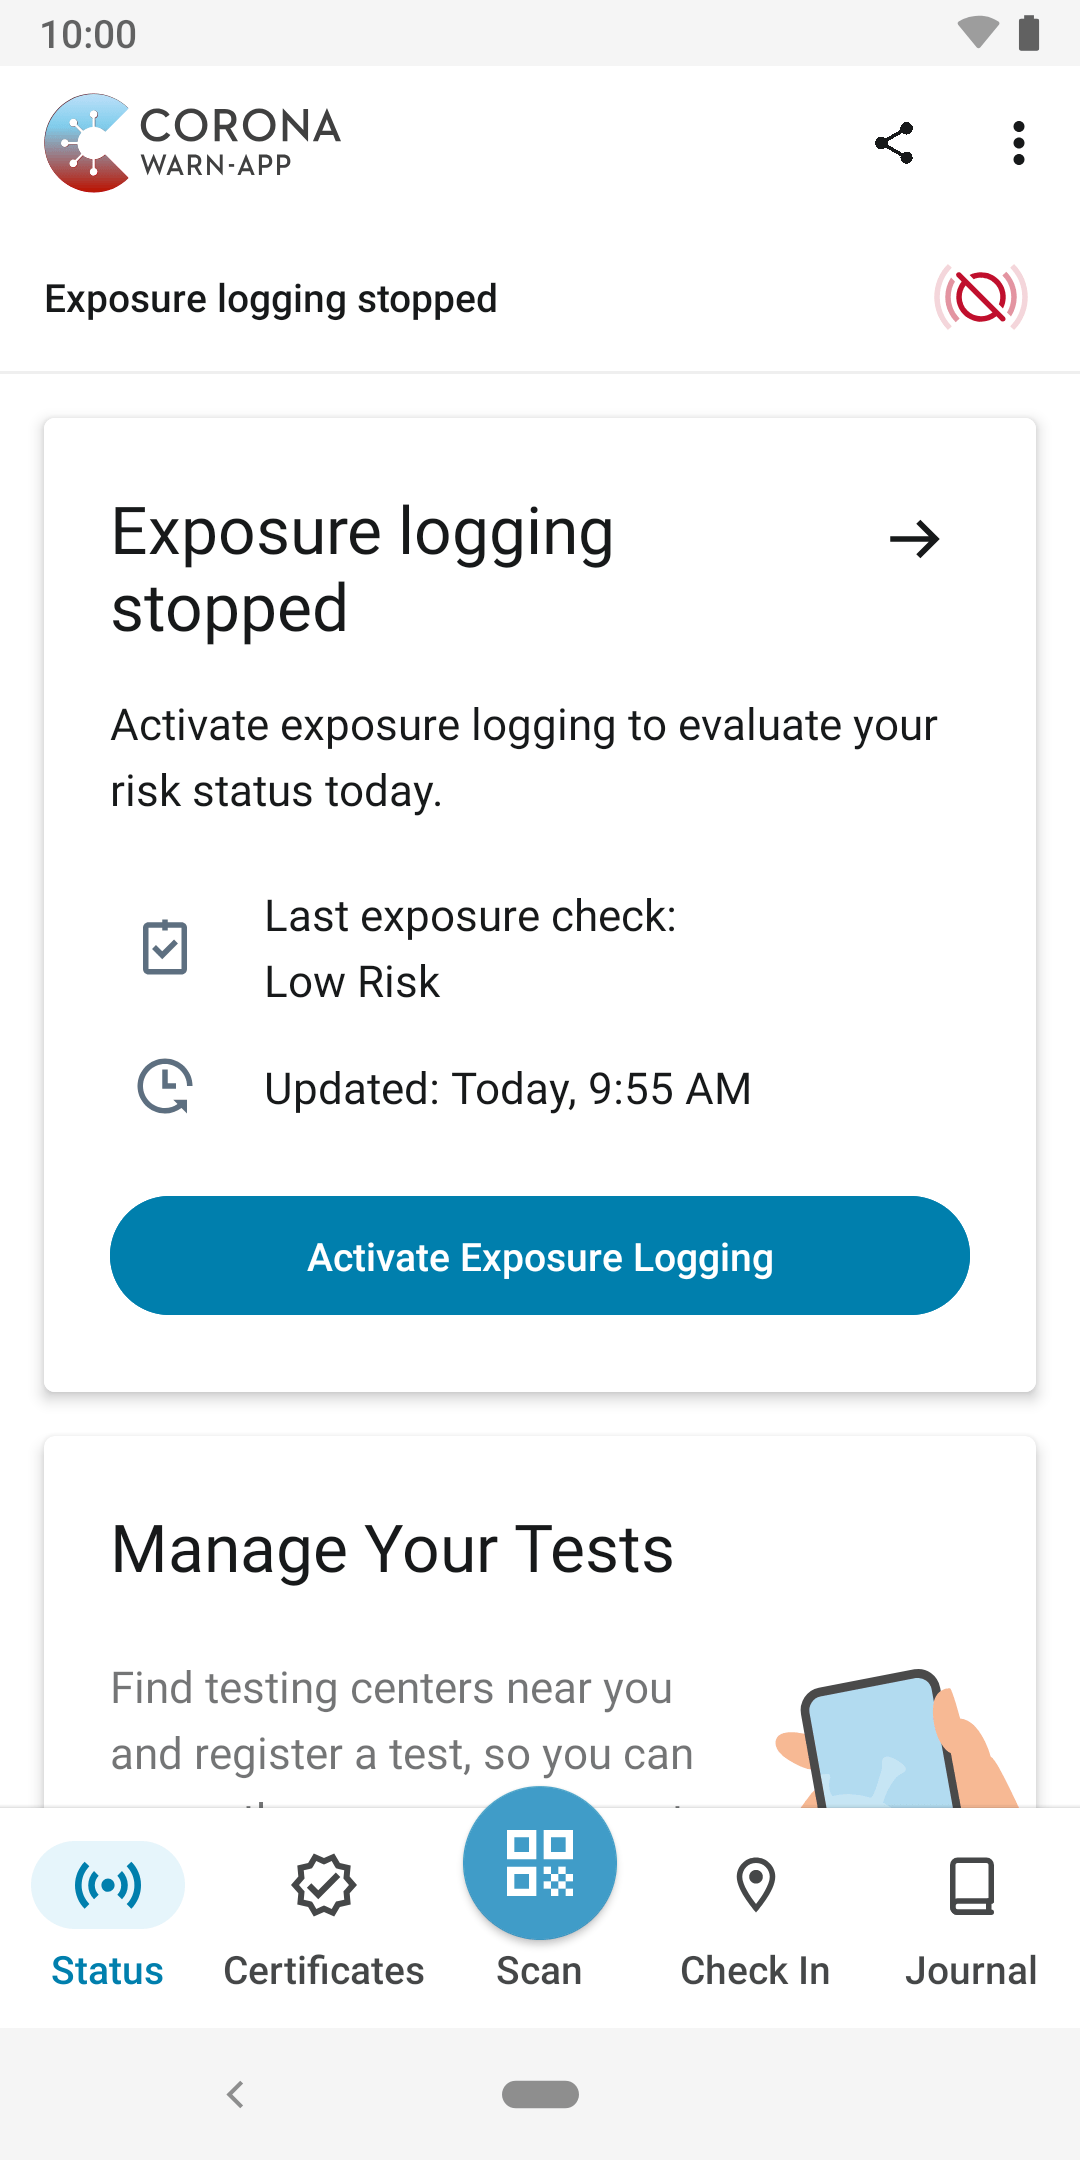 10:00
CORONA
WARN-APP
Exposure logging stopped
Exposure logging
stopped
Activate exposure logging to evaluate your
risk status today.
Last exposure check:
Low Risk
Updated: Today, 9:55 AM
Activate Exposure Logging
Manage Your Tests
Find testing centers near you
and register a test, so you can
Status
Certificates
Scan
Check In
Journal